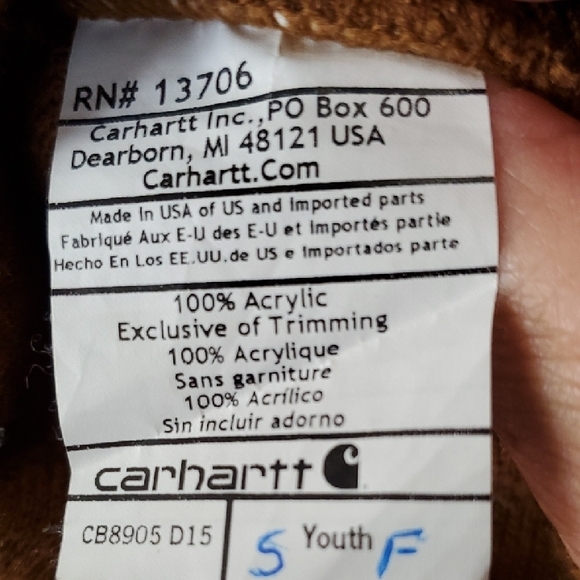 RN# 13706
Carhartt Inc.,PO Box 600
Dearborn, MI 48121 USA
Carhartt.Com
Made In USA of US and Imported parts
Fabriqué Aux E-U des E-U et Importés partie
Hecho En Los EE.UU.de US e Importados parte
100% Acrylic
Exclusive of Trimming
100% Acrylique
Sans garniture
100% Acrílico
Sin incluir adorno
carhartt
CB8905 D15
S Youth F